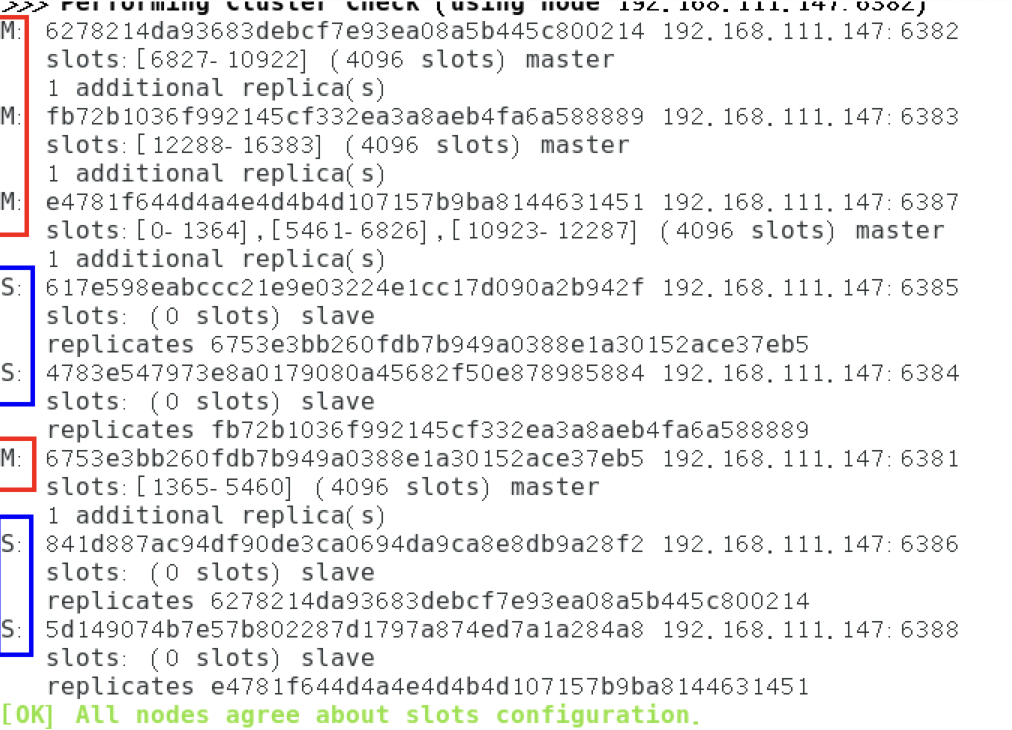 >>> Performing Cluster Check (using node 192.168.111.147:6382)
M: 6278214da93683debcf7e93ea08a5b445c800214 192.168.111.147:6382
slots:[6827-10922] (4096 slots) master
1 additional replica(s)
M: fb72b1036f992145cf332ea3a8aeb4fa6a588889 192.168.111.147:6383
slots:[12288-16383] (4096 slots) master
1 additional replica(s)
M: e4781f644d4a4e4d4b4d107157b9ba8144631451 192.168.111.147:6387
slots:[0-1364],[5461-6826],[10923-12287] (4096 slots) master
1 additional replica(s)
S: 617e598eabccc21e9e03224e1cc17d090a2b942f 192.168.111.147:6385
slots: (0 slots) slave
replicates 6753e3bb260fdb7b949a0388e1a30152ace37eb5
S: 4783e547973e8a0179080a45682f50e878985884 192.168.111.147:6384
slots: (0 slots) slave
replicates fb72b1036f992145cf332ea3a8aeb4fa6a588889
M: 6753e3bb260fdb7b949a0388e1a30152ace37eb5 192.168.111.147:6381
slots:[1365-5460] (4096 slots) master
1 additional replica(s)
S: 841d887ac94df90de3ca0694da9ca8e8db9a28f2 192.168.111.147:6386
slots: (0 slots) slave
replicates 6278214da93683debcf7e93ea08a5b445c800214
S: 5d149074b7e57b802287d1797a874ed7a1a284a8 192.168.111.147:6388
slots: (0 slots) slave
replicates e4781f644d4a4e4d4b4d107157b9ba8144631451
[OK] All nodes agree about slots configuration.